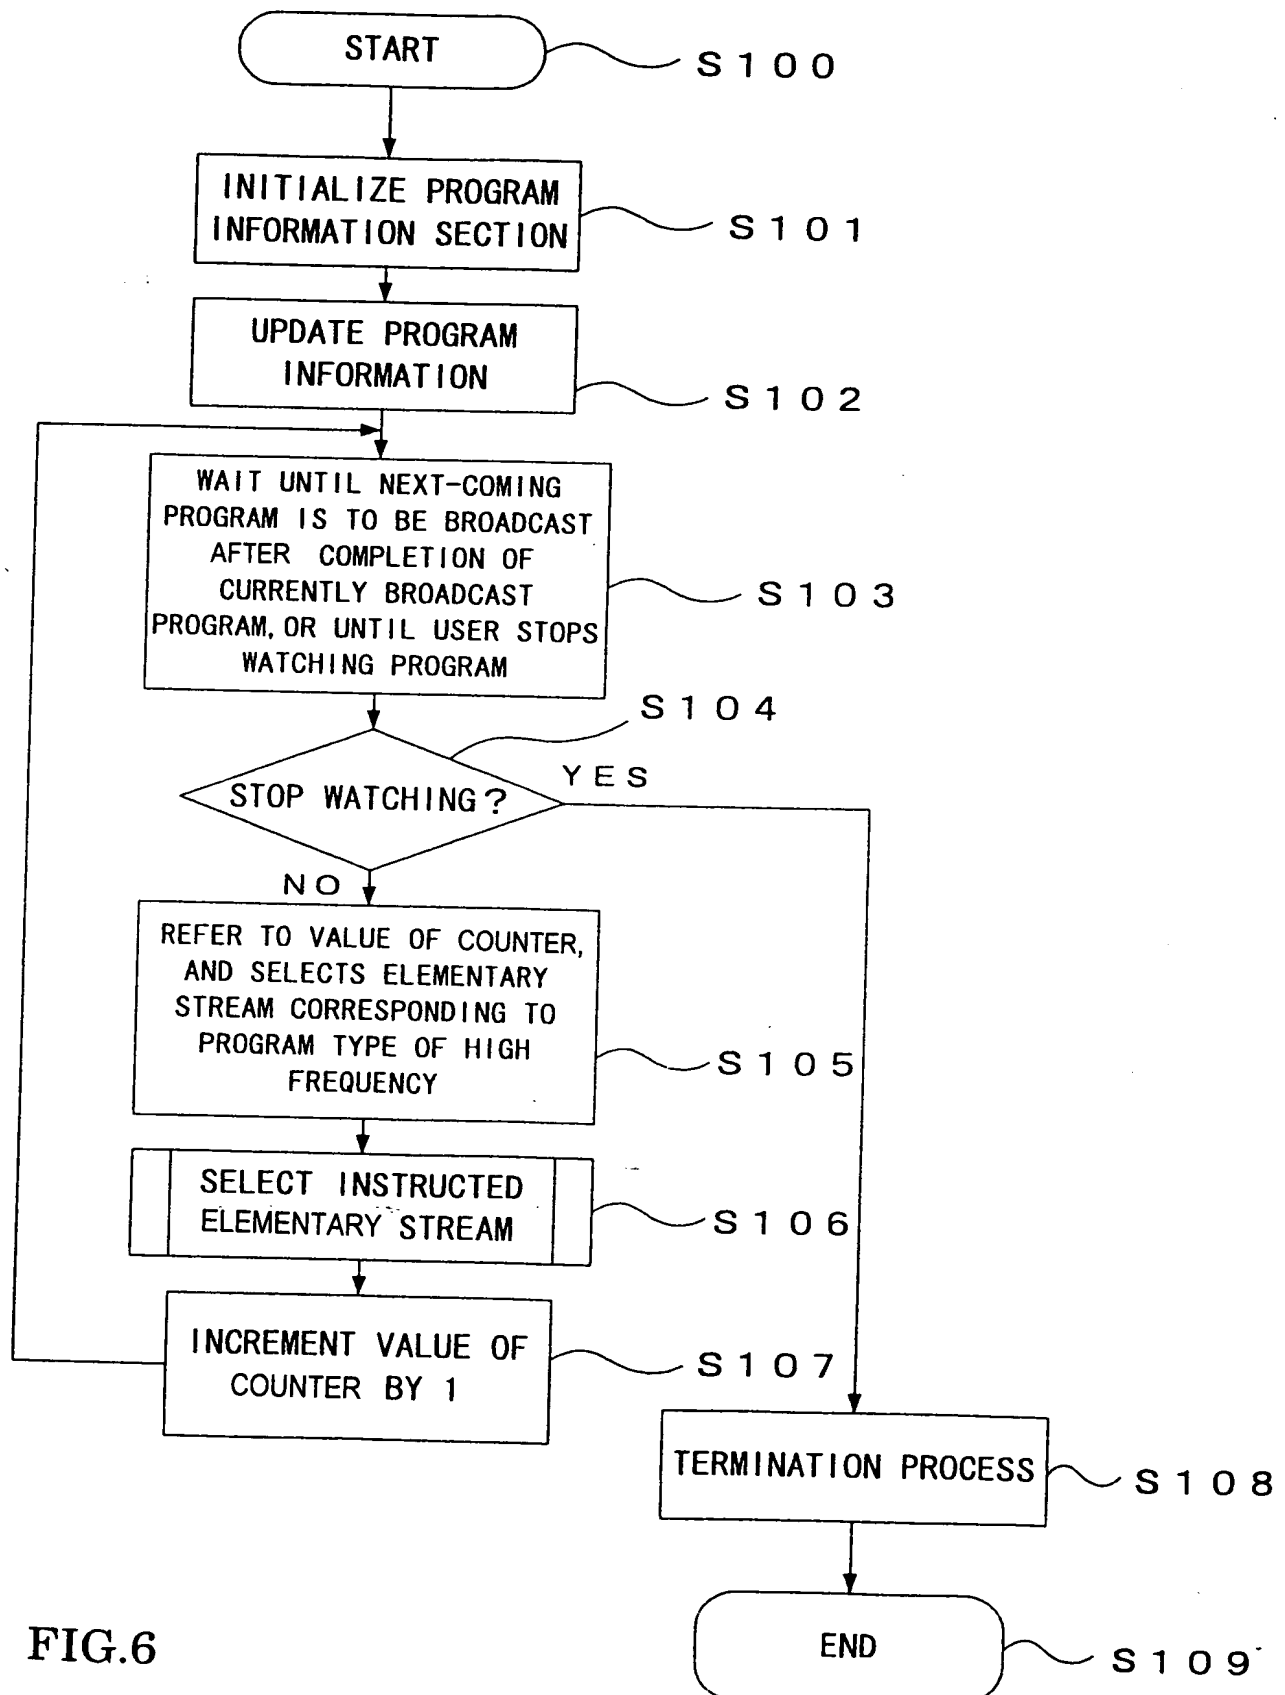 START
S100
INITIALIZE PROGRAM
INFORMATION SECTION
S101
UPDATE PROGRAM
INFORMATION
S102
WAIT UNTIL NEXT-COMING
PROGRAM IS TO BE BROADCAST
AFTER COMPLETION OF
CURRENTLY BROADCAST
PROGRAM, OR UNTIL USER STOPS
WATCHING PROGRAM
S103
S104
STOP WATCHING?
YES
NO
REFER TO VALUE OF COUNTER,
AND SELECTS ELEMENTARY
STREAM CORRESPONDING TO
PROGRAM TYPE OF HIGH
FREQUENCY
S105
SELECT INSTRUCTED
ELEMENTARY STREAM
S106
INCREMENT VALUE OF
COUNTER BY 1
S107
TERMINATION PROCESS
S108
END
S109
FIG.6